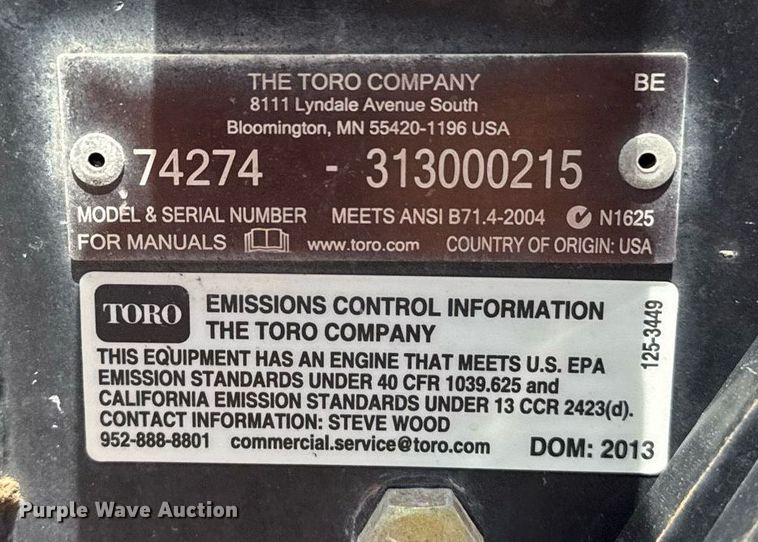 THE TORO COMPANY BE
8111 Lyndale Avenue South
Bloomington, MN 55420-1196 USA
74274 - 313000215
MODEL & SERIAL NUMBER MEETS ANSI B71.4-2004 N1625
FOR MANUALS www.toro.com COUNTRY OF ORIGIN: USA
TORO
EMISSIONS CONTROL INFORMATION
THE TORO COMPANY
THIS EQUIPMENT HAS AN ENGINE THAT MEETS U.S. EPA
EMISSION STANDARDS UNDER 40 CFR 1039.625 and
CALIFORNIA EMISSION STANDARDS UNDER 13 CCR 2423(d).
CONTACT INFORMATION: STEVE WOOD
952-888-8801 commercial.service@toro.com DOM: 2013
125-3449
Purple Wave Auction